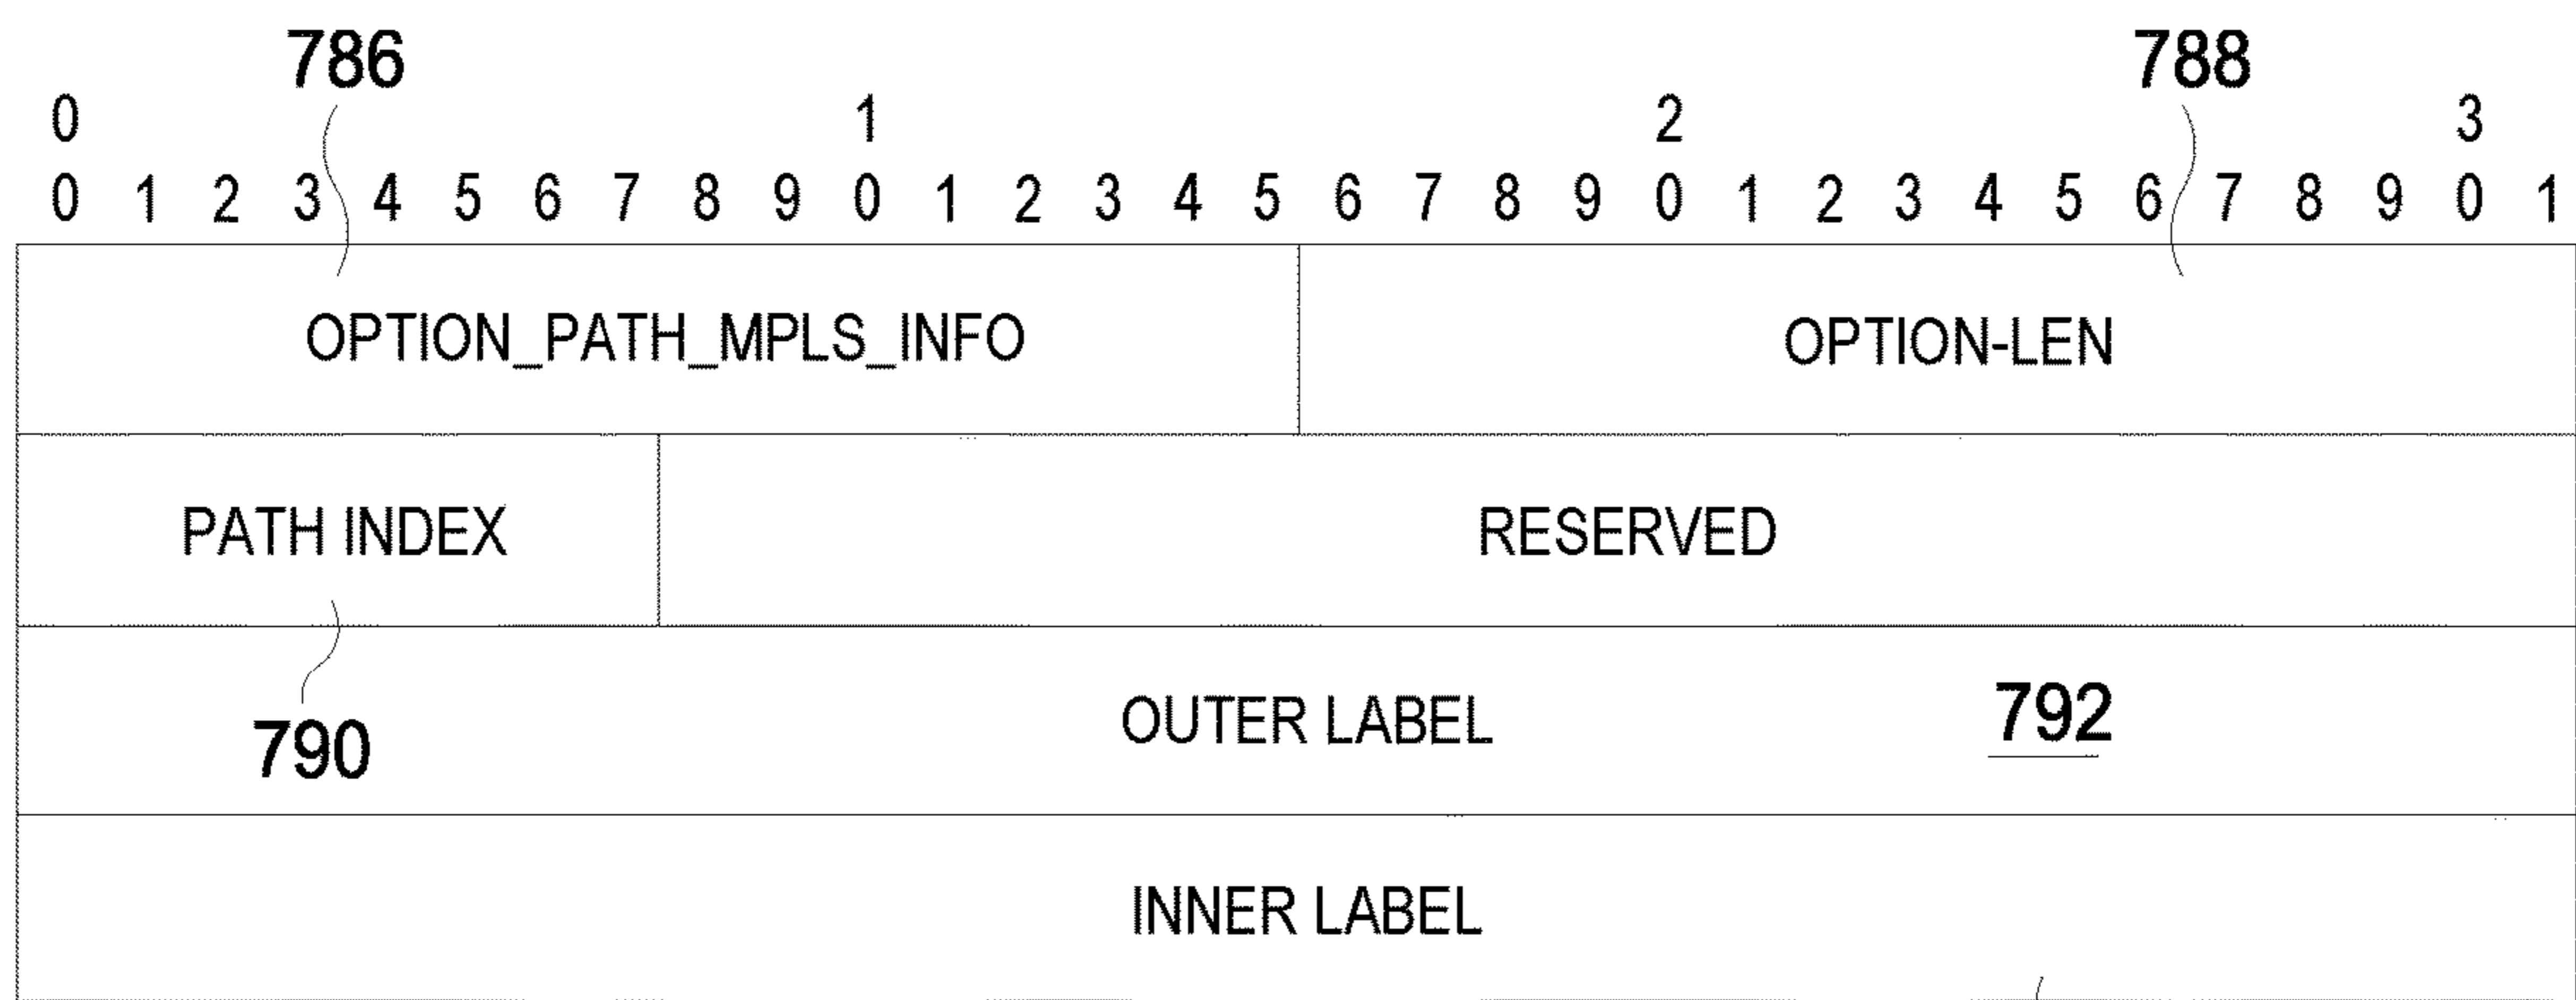 786 788
0 1 2 3
0 1 2 3 4 5 6 7 8 9 0 1 2 3 4 5 6 7 8 9 0 1 2 3 4 5 6 7 8 9 0 1
OPTION_PATH_MPLS_INFO OPTION-LEN
PATH INDEX RESERVED
OUTER LABEL 792
790
INNER LABEL